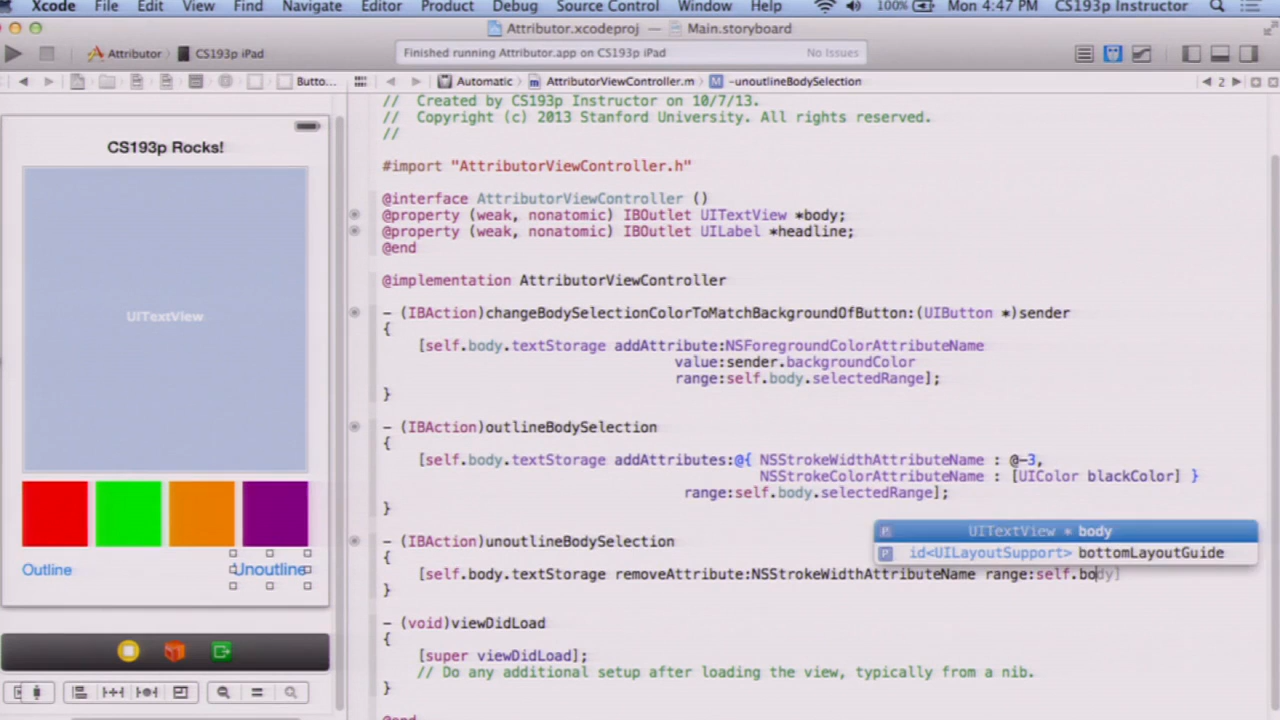 Xcode File Edit View Find Navigate Editor Product Debug Source Control Window Help 100% Mon 4:47 PM CS193p Instructor
Attributor.xcodeproj — Main.storyboard
Attributor CS193p iPad Finished running Attributor.app on CS193p iPad No Issues
Butto... Automatic AttributorViewController.m M -unoutlineBodySelection 2
// Created by CS193p Instructor on 10/7/13.
// Copyright (c) 2013 Stanford University. All rights reserved.
//
CS193p Rocks!
#import "AttributorViewController.h"
@interface AttributorViewController ()
@property (weak, nonatomic) IBOutlet UITextView *body;
@property (weak, nonatomic) IBOutlet UILabel *headline;
@end
@implementation AttributorViewController
- (IBAction)changeBodySelectionColorToMatchBackgroundOfButton:(UIButton *)sender
UITextView
{
[self.body.textStorage addAttribute:NSForegroundColorAttributeName
value:sender.backgroundColor
range:self.body.selectedRange];
}
- (IBAction)outlineBodySelection
{
[self.body.textStorage addAttributes:@{ NSStrokeWidthAttributeName : @-3,
NSStrokeColorAttributeName : [UIColor blackColor] }
range:self.body.selectedRange];
}
P UITextView * body
P id<UILayoutSupport> bottomLayoutGuide
- (IBAction)unoutlineBodySelection
{
[self.body.textStorage removeAttribute:NSStrokeWidthAttributeName range:self.body]
}
Outline Unoutline
- (void)viewDidLoad
{
[super viewDidLoad];
// Do any additional setup after loading the view, typically from a nib.
}
@end